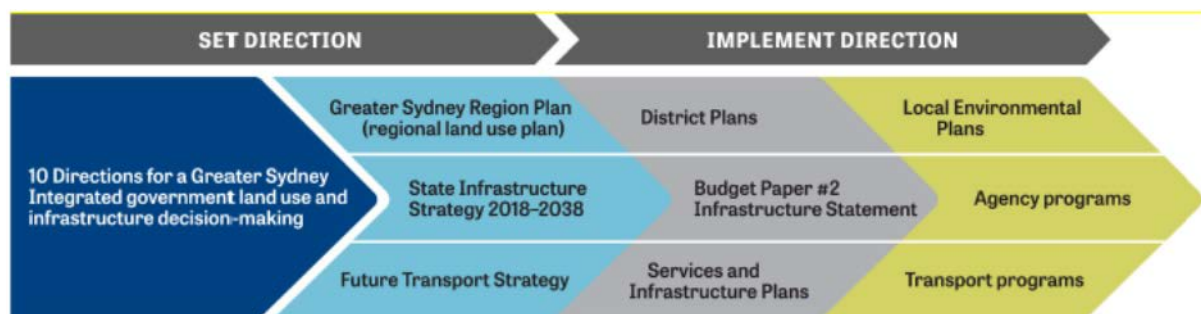 SET DIRECTION
IMPLEMENT DIRECTION
10 Directions for a Greater Sydney
Integrated government land use and
infrastructure decision-making
Greater Sydney Region Plan
(regional land use plan)
District Plans
Local Environmental
Plans
State Infrastructure
Strategy 2018–2038
Budget Paper #2
Infrastructure Statement
Agency programs
Future Transport Strategy
Services and
Infrastructure Plans
Transport programs